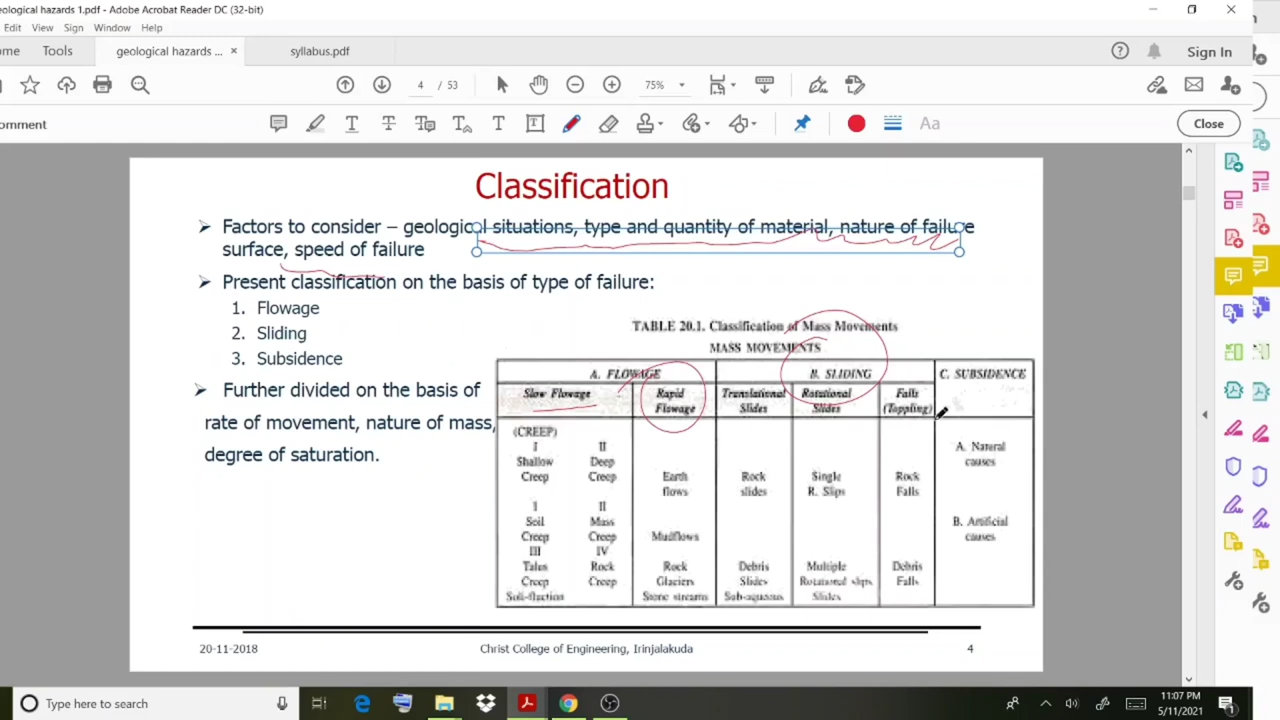 eological hazards 1.pdf - Adobe Acrobat Reader DC (32-bit)
Edit View Sign Window Help
ome Tools geological hazards ... × syllabus.pdf Sign In
4 / 53 75%
omment Close
Classification
➢ Factors to consider – geological situations, type and quantity of material, nature of failure
surface, speed of failure
➢ Present classification on the basis of type of failure:
1. Flowage
2. Sliding
3. Subsidence
➢ Further divided on the basis of
rate of movement, nature of mass,
degree of saturation.
TABLE 20.1. Classification of Mass Movements
MASS MOVEMENTS
A. FLOWAGE B. SLIDING C. SUBSIDENCE
Slow Flowage Rapid Translational Rotational Falls
Flowage Slides Slides (Toppling)
(CREEP)
I II A. Natural
Shallow Deep causes
Creep Creep Earth Rock Single Rock
flows slides R. Slips Falls
I II
Soil Mass B. Artificial
Creep Creep Mudflows causes
III IV
Talus Rock Rock Debris Multiple Debris
Creep Creep Glaciers Slides Rotational slips Falls
Soil-fluction Stone streams Sub-aqueous Slides
20-11-2018 Christ College of Engineering, Irinjalakuda 4
Type here to search
11:07 PM
5/11/2021